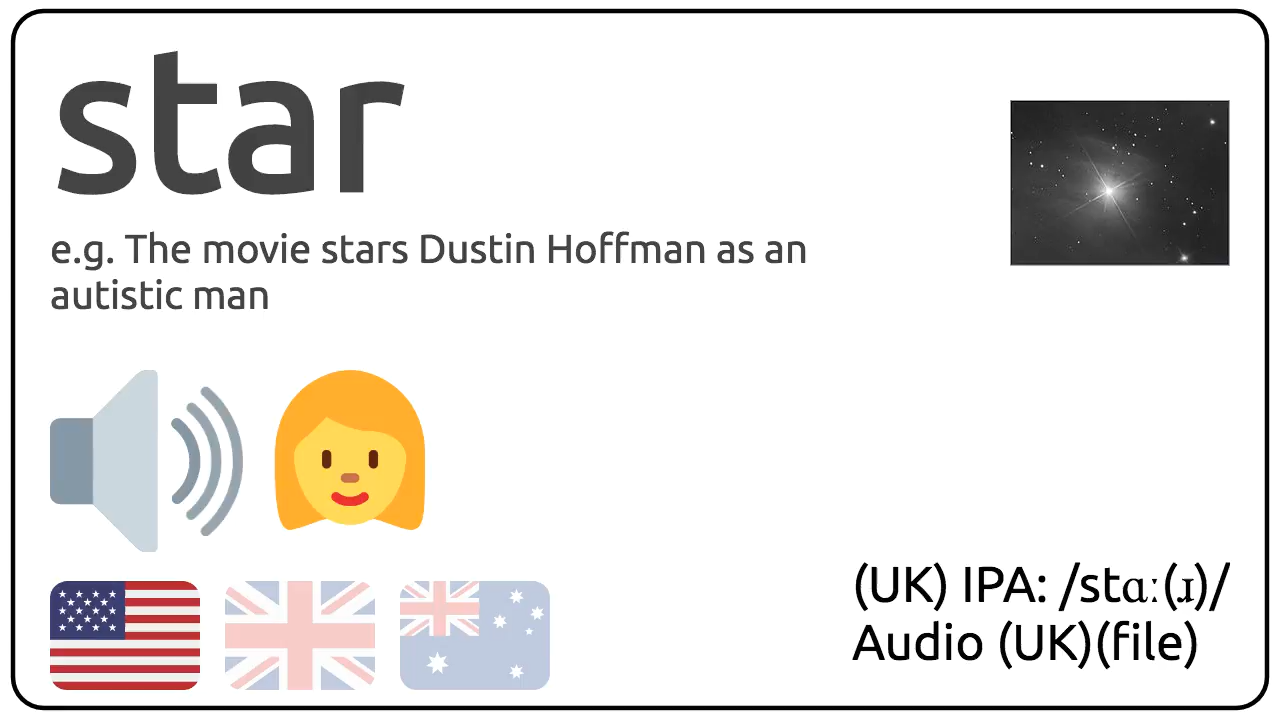 star
e.g. The movie stars Dustin Hoffman as an
autistic man
(UK) IPA: /stɑː(ɹ)/
Audio (UK)(file)